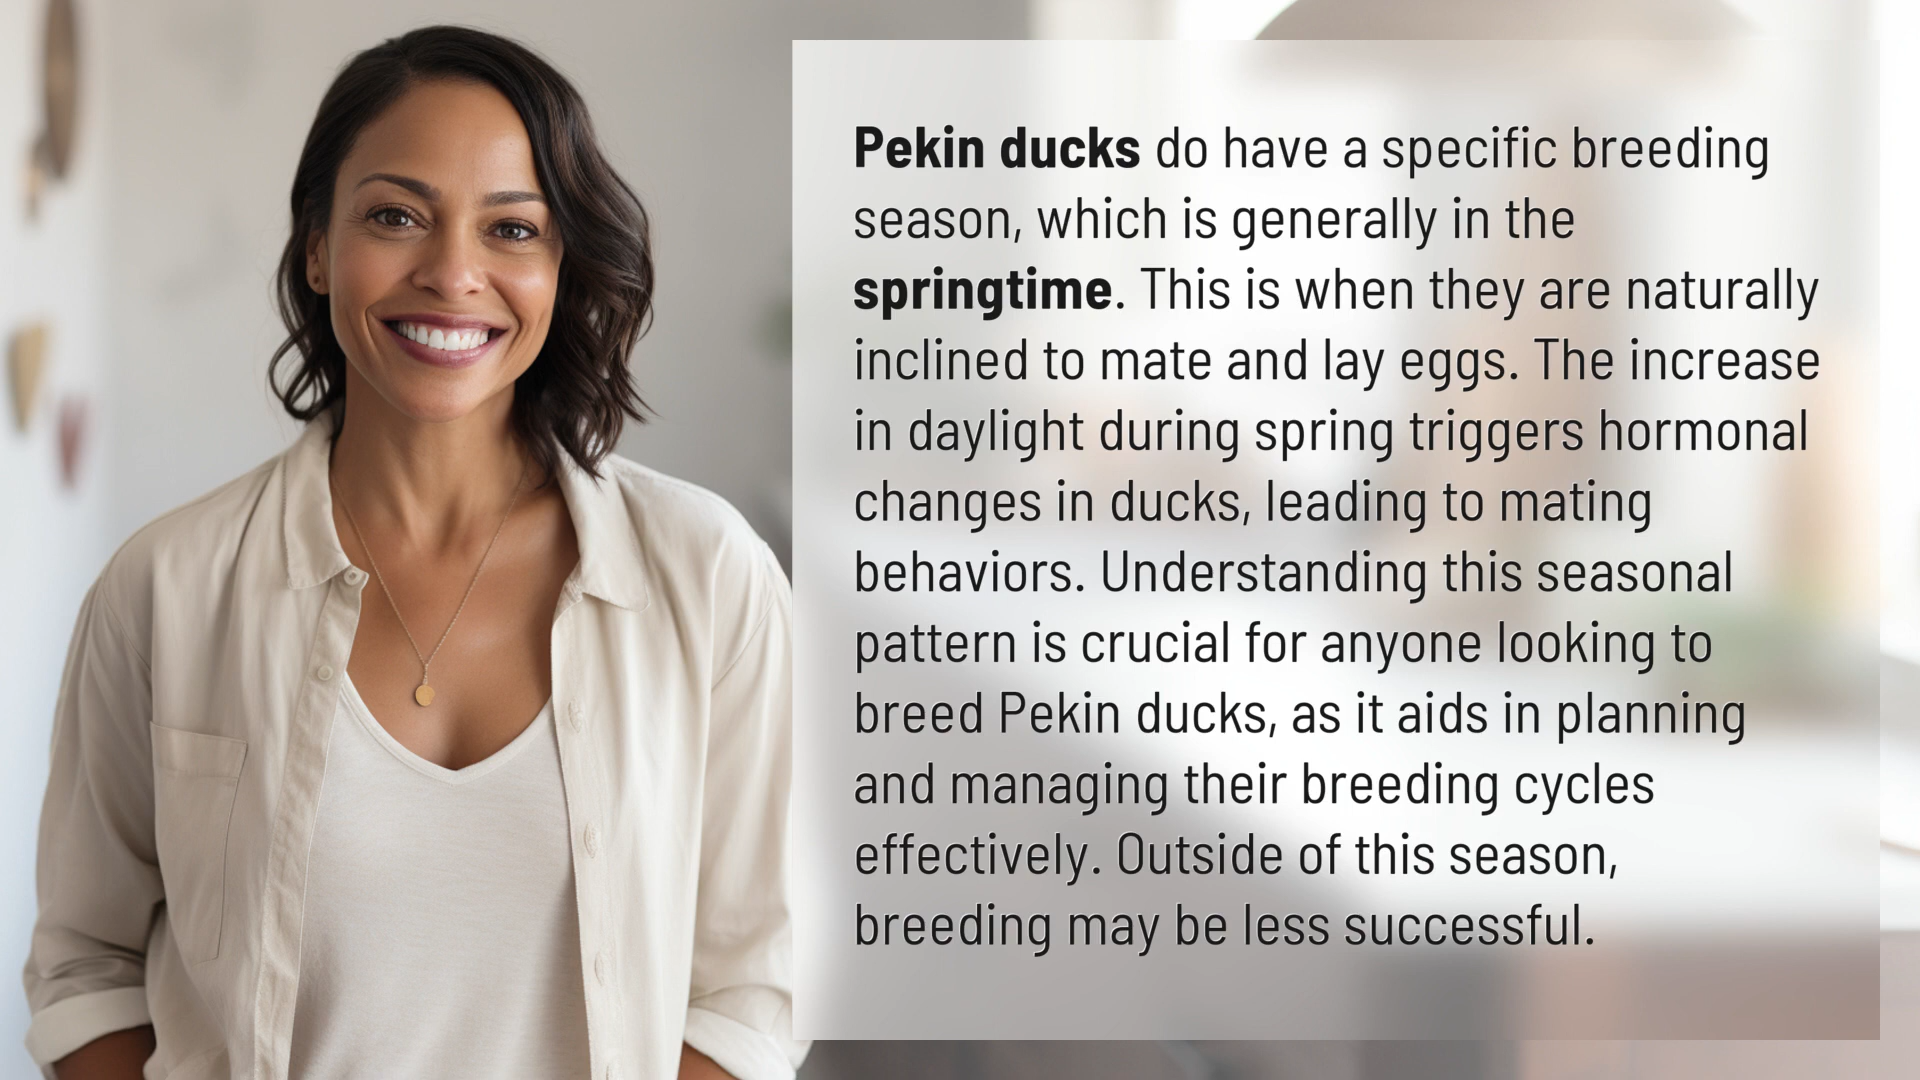 Pekin ducks do have a specific breeding
season, which is generally in the
springtime. This is when they are naturally
inclined to mate and lay eggs. The increase
in daylight during spring triggers hormonal
changes in ducks, leading to mating
behaviors. Understanding this seasonal
pattern is crucial for anyone looking to
breed Pekin ducks, as it aids in planning
and managing their breeding cycles
effectively. Outside of this season,
breeding may be less successful.